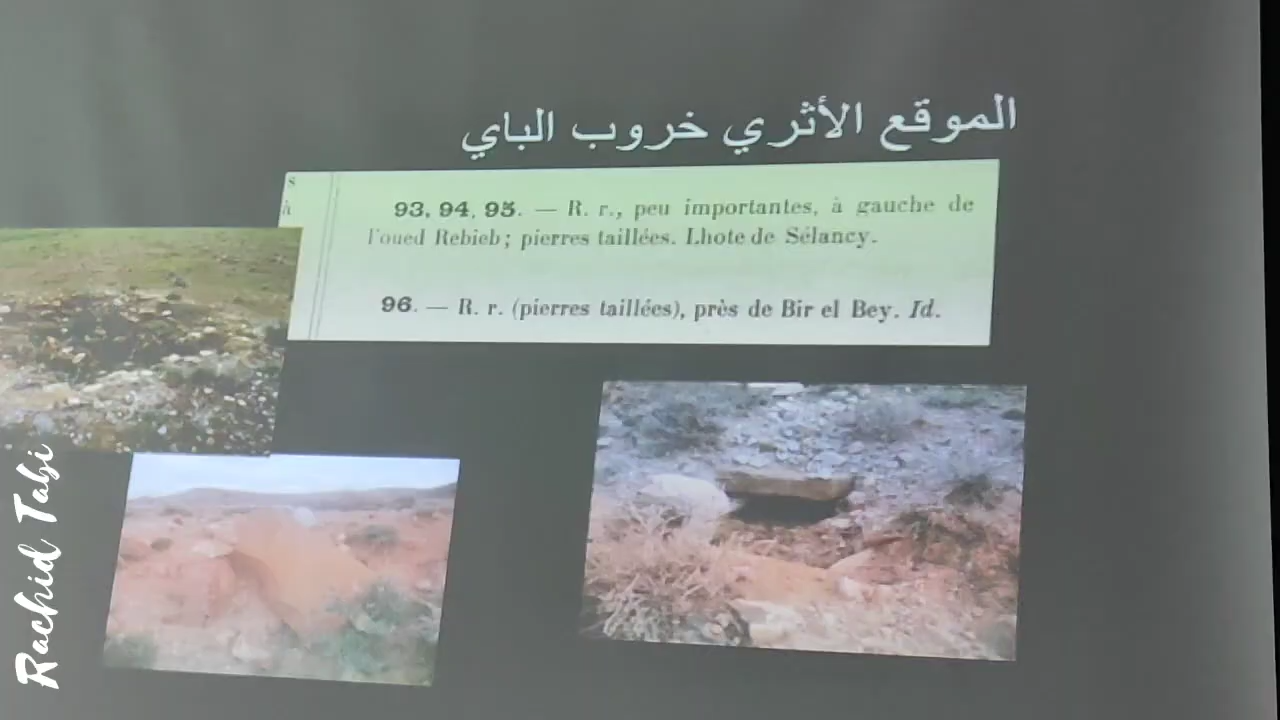 الموقع الأثري خروب الباي
s
à
93, 94, 95. — R. r., peu importantes, à gauche de
l'oued Rebieb; pierres taillées. Lhote de Sélancy.
96. — R. r. (pierres taillées), près de Bir el Bey. Id.
Rachid Tabi